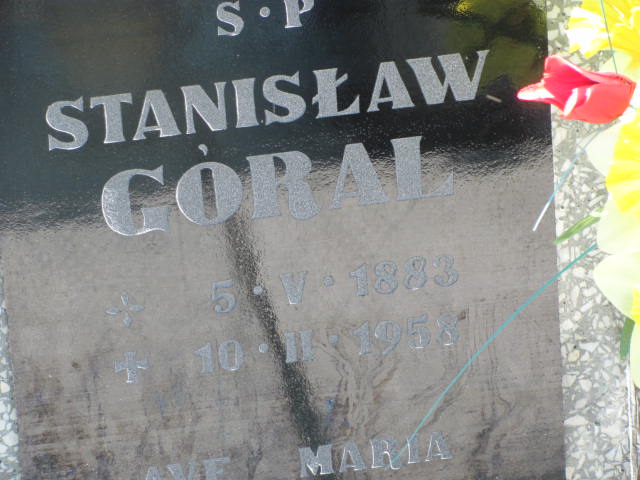 S·P
STANISŁAW
GÓRAL
5·V·1883
10·II·1958
AVE MARIA